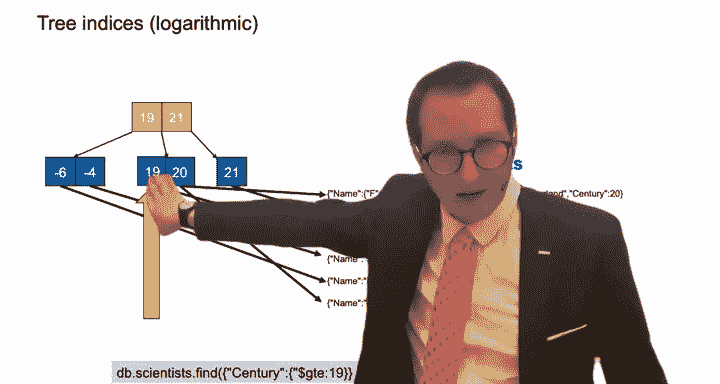 Tree indices (logarithmic)
19 21
-6 -4 19 20 21
{"Name":{"F land","Century":20}
{"Name":
{"Name":"
{"Name":"
db.scientists.find({"Century":{"$gte:19}}